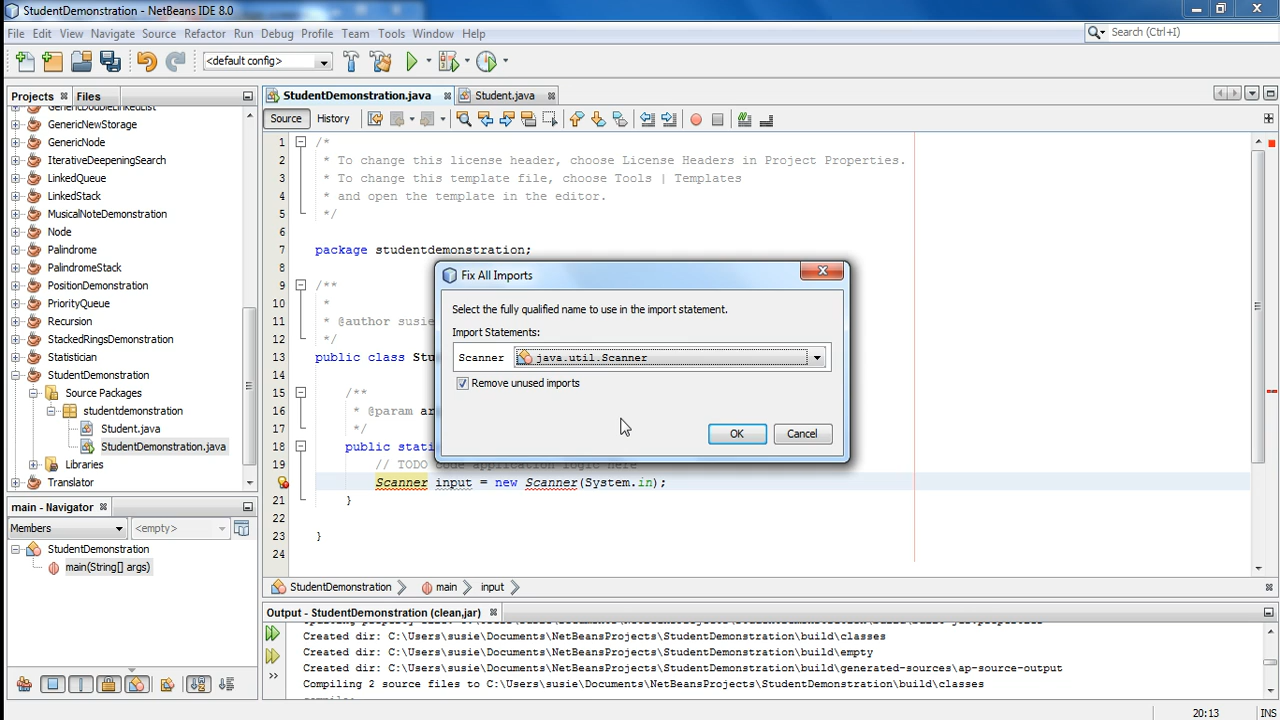 StudentDemonstration - NetBeans IDE 8.0
File Edit View Navigate Source Refactor Run Debug Profile Team Tools Window Help
Search (Ctrl+I)
<default config>
Projects Files
GenericDoubleLinkedList
GenericNewStorage
GenericNode
IterativeDeepeningSearch
LinkedQueue
LinkedStack
MusicalNoteDemonstration
Node
Palindrome
PalindromeStack
PositionDemonstration
PriorityQueue
Recursion
StackedRingsDemonstration
Statistician
StudentDemonstration
Source Packages
studentdemonstration
Student.java
StudentDemonstration.java
Libraries
Translator
main - Navigator
Members <empty>
StudentDemonstration
main(String[] args)
StudentDemonstration.java Student.java
Source History
1 /*
2 * To change this license header, choose License Headers in Project Properties.
3 * To change this template file, choose Tools | Templates
4 * and open the template in the editor.
5 */
6
7 package studentdemonstration;
8
9 /**
10 *
11 * @author susie
12 */
13 public class Stu
14
15 /**
16 * @param ar
17 */
18 public stati
19 // TODO code application logic here
Scanner input = new Scanner(System.in);
21 }
22
23 }
24
Fix All Imports
Select the fully qualified name to use in the import statement.
Import Statements:
Scanner java.util.Scanner
Remove unused imports
OK Cancel
StudentDemonstration main input
Output - StudentDemonstration (clean,jar)
Created dir: C:\Users\susie\Documents\NetBeansProjects\StudentDemonstration\build\classes
Created dir: C:\Users\susie\Documents\NetBeansProjects\StudentDemonstration\build\empty
Created dir: C:\Users\susie\Documents\NetBeansProjects\StudentDemonstration\build\generated-sources\ap-source-output
Compiling 2 source files to C:\Users\susie\Documents\NetBeansProjects\StudentDemonstration\build\classes
20:13 INS